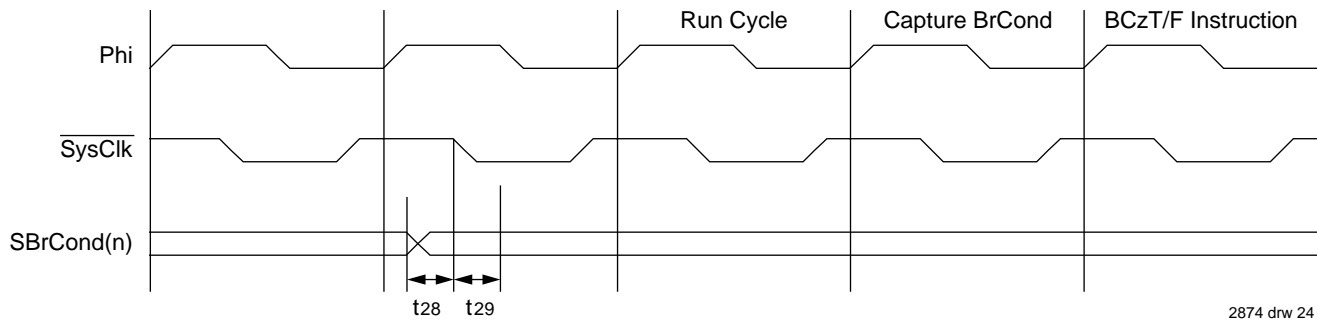 Run Cycle
Capture BrCond
BCzT/F Instruction
Phi
SysClk
SBrCond(n)
t28
t29
2874 drw 24